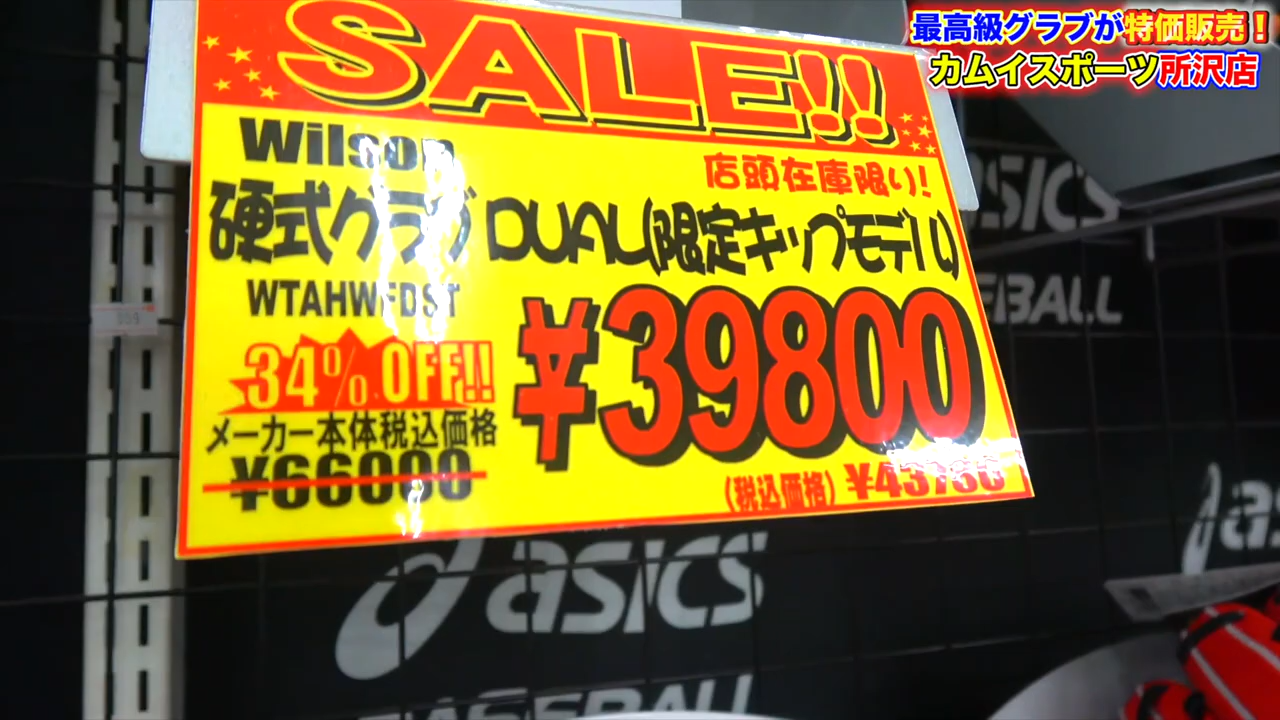 最高級グラブが特価販売！
カムイスポーツ所沢店
SALE!!
Wilson
店頭在庫限り!
硬式グラブ DUAL(限定キップモデル)
WTAHWFDST
34% OFF!!
¥39800
メーカー本体税込価格
¥66000
(税込価格) ¥43780
asics
BASEBALL
asics
BASEBALL